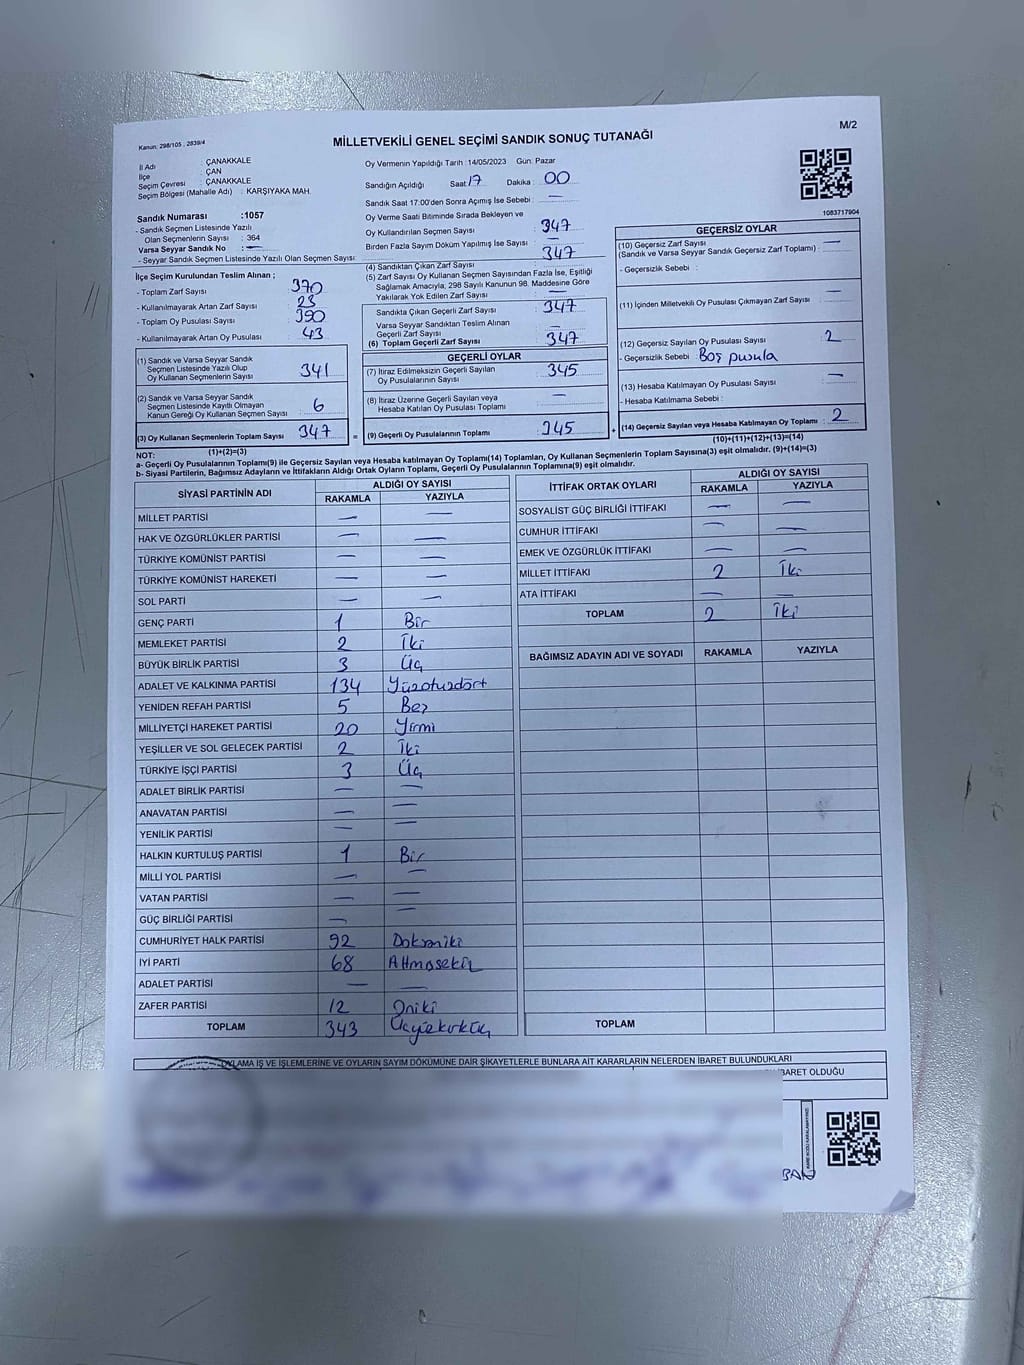 Kanun: 298/105 , 2839/4
MİLLETVEKİLİ GENEL SEÇİMİ SANDIK SONUÇ TUTANAĞI
M/2
İl Adı : ÇANAKKALE
İlçe : ÇAN
Seçim Çevresi : ÇANAKKALE
Seçim Bölgesi (Mahalle Adı) : KARŞIYAKA MAH.
Oy Vermenin Yapıldığı Tarih :14/05/2023 Gün: Pazar
Sandığın Açıldığı Saat 17 Dakika : 00
Sandık Saat 17:00'den Sonra Açılmış İse Sebebi : —
Oy Verme Saati Bitiminde Sırada Bekleyen ve
Oy Kullandırılan Seçmen Sayısı 347
Birden Fazla Sayım Döküm Yapılmış İse Sayısı : —
1083717904
Sandık Numarası :1057
- Sandık Seçmen Listesinde Yazılı
Olan Seçmenlerin Sayısı : 364
Varsa Seyyar Sandık No : —
- Seyyar Sandık Seçmen Listesinde Yazılı Olan Seçmen Sayısı:
İlçe Seçim Kurulundan Teslim Alınan ;
- Toplam Zarf Sayısı : 370
- Kullanılmayarak Artan Zarf Sayısı : 23
- Toplam Oy Pusulası Sayısı : 390
- Kullanılmayarak Artan Oy Pusulası : 43
(1) Sandık ve Varsa Seyyar Sandık
Seçmen Listesinde Yazılı Olup
Oy Kullanan Seçmenlerin Sayısı : 341
(2) Sandık ve Varsa Seyyar Sandık
Seçmen Listesinde Kayıtlı Olmayan
Kanun Gereği Oy Kullanan Seçmen Sayısı : 6
(3) Oy Kullanan Seçmenlerin Toplam Sayısı : 347
(1)+(2)=(3)
(4) Sandıktan Çıkan Zarf Sayısı : 347
(5) Zarf Sayısı Oy Kullanan Seçmen Sayısından Fazla İse, Eşitliği
Sağlamak Amacıyla, 298 Sayılı Kanunun 98. Maddesine Göre
Yakılarak Yok Edilen Zarf Sayısı : —
Sandıkta Çıkan Geçerli Zarf Sayısı : 347
Varsa Seyyar Sandıktan Teslim Alınan
Geçerli Zarf Sayısı : —
(6) Toplam Geçerli Zarf Sayısı : 347
GEÇERLİ OYLAR
(7) İtiraz Edilmeksizin Geçerli Sayılan
Oy Pusulalarının Sayısı : 345
(8) İtiraz Üzerine Geçerli Sayılan veya
Hesaba Katılan Oy Pusulası Toplamı : —
= (9) Geçerli Oy Pusulalarının Toplamı : 345
GEÇERSİZ OYLAR
(10) Geçersiz Zarf Sayısı : —
(Sandık ve Varsa Seyyar Sandık Geçersiz Zarf Toplamı) :
- Geçersizlik Sebebi :
(11) İçinden Milletvekili Oy Pusulası Çıkmayan Zarf Sayısı : —
(12) Geçersiz Sayılan Oy Pusulası Sayısı : 2
- Geçersizlik Sebebi : Boş pusula
(13) Hesaba Katılmayan Oy Pusulası Sayısı : —
- Hesaba Katılmama Sebebi :
+ (14) Geçersiz Sayılan veya Hesaba Katılmayan Oy Toplamı : 2
(10)+(11)+(12)+(13)=(14)
NOT:
a- Geçerli Oy Pusulalarının Toplamı(9) ile Geçersiz Sayılan veya Hesaba katılmayan Oy Toplamı(14) Toplamları, Oy Kullanan Seçmenlerin Toplam Sayısına(3) eşit olmalıdır. (9)+(14)=(3)
b- Siyasi Partilerin, Bağımsız Adayların ve İttifakların Aldığı Ortak Oyların Toplamı, Geçerli Oy Pusulalarının Toplamına(9) eşit olmalıdır.
SİYASİ PARTİNİN ADI ALDIĞI OY SAYISI
RAKAMLA YAZIYLA
MİLLET PARTİSİ — —
HAK VE ÖZGÜRLÜKLER PARTİSİ — —
TÜRKİYE KOMÜNİST PARTİSİ — —
TÜRKİYE KOMÜNİST HAREKETİ — —
SOL PARTİ — —
GENÇ PARTİ 1 Bir
MEMLEKET PARTİSİ 2 İki
BÜYÜK BİRLİK PARTİSİ 3 Üç
ADALET VE KALKINMA PARTİSİ 134 Yüzotuzdört
YENİDEN REFAH PARTİSİ 5 Beş
MİLLİYETÇİ HAREKET PARTİSİ 20 Yirmi
YEŞİLLER VE SOL GELECEK PARTİSİ 2 İki
TÜRKİYE İŞÇİ PARTİSİ 3 Üç
ADALET BİRLİK PARTİSİ — —
ANAVATAN PARTİSİ — —
YENİLİK PARTİSİ — —
HALKIN KURTULUŞ PARTİSİ 1 Bir
MİLLİ YOL PARTİSİ — —
VATAN PARTİSİ — —
GÜÇ BİRLİĞİ PARTİSİ — —
CUMHURİYET HALK PARTİSİ 92 Doksaniki
İYİ PARTİ 68 Altmışsekiz
ADALET PARTİSİ — —
ZAFER PARTİSİ 12 Oniki
TOPLAM 343 Üçyüzkırküç
İTTİFAK ORTAK OYLARI ALDIĞI OY SAYISI
RAKAMLA YAZIYLA
SOSYALİST GÜÇ BİRLİĞİ İTTİFAKI — —
CUMHUR İTTİFAKI — —
EMEK VE ÖZGÜRLÜK İTTİFAKI — —
MİLLET İTTİFAKI 2 İki
ATA İTTİFAKI — —
TOPLAM 2 İki
BAĞIMSIZ ADAYIN ADI VE SOYADI RAKAMLA YAZIYLA
TOPLAM
OYLAMA İŞ VE İŞLEMLERİNE VE OYLARIN SAYIM DÖKÜMÜNE DAİR ŞİKAYETLERLE BUNLARA AİT KARARLARIN NELERDEN İBARET BULUNDUKLARI
İBARET OLDUĞU